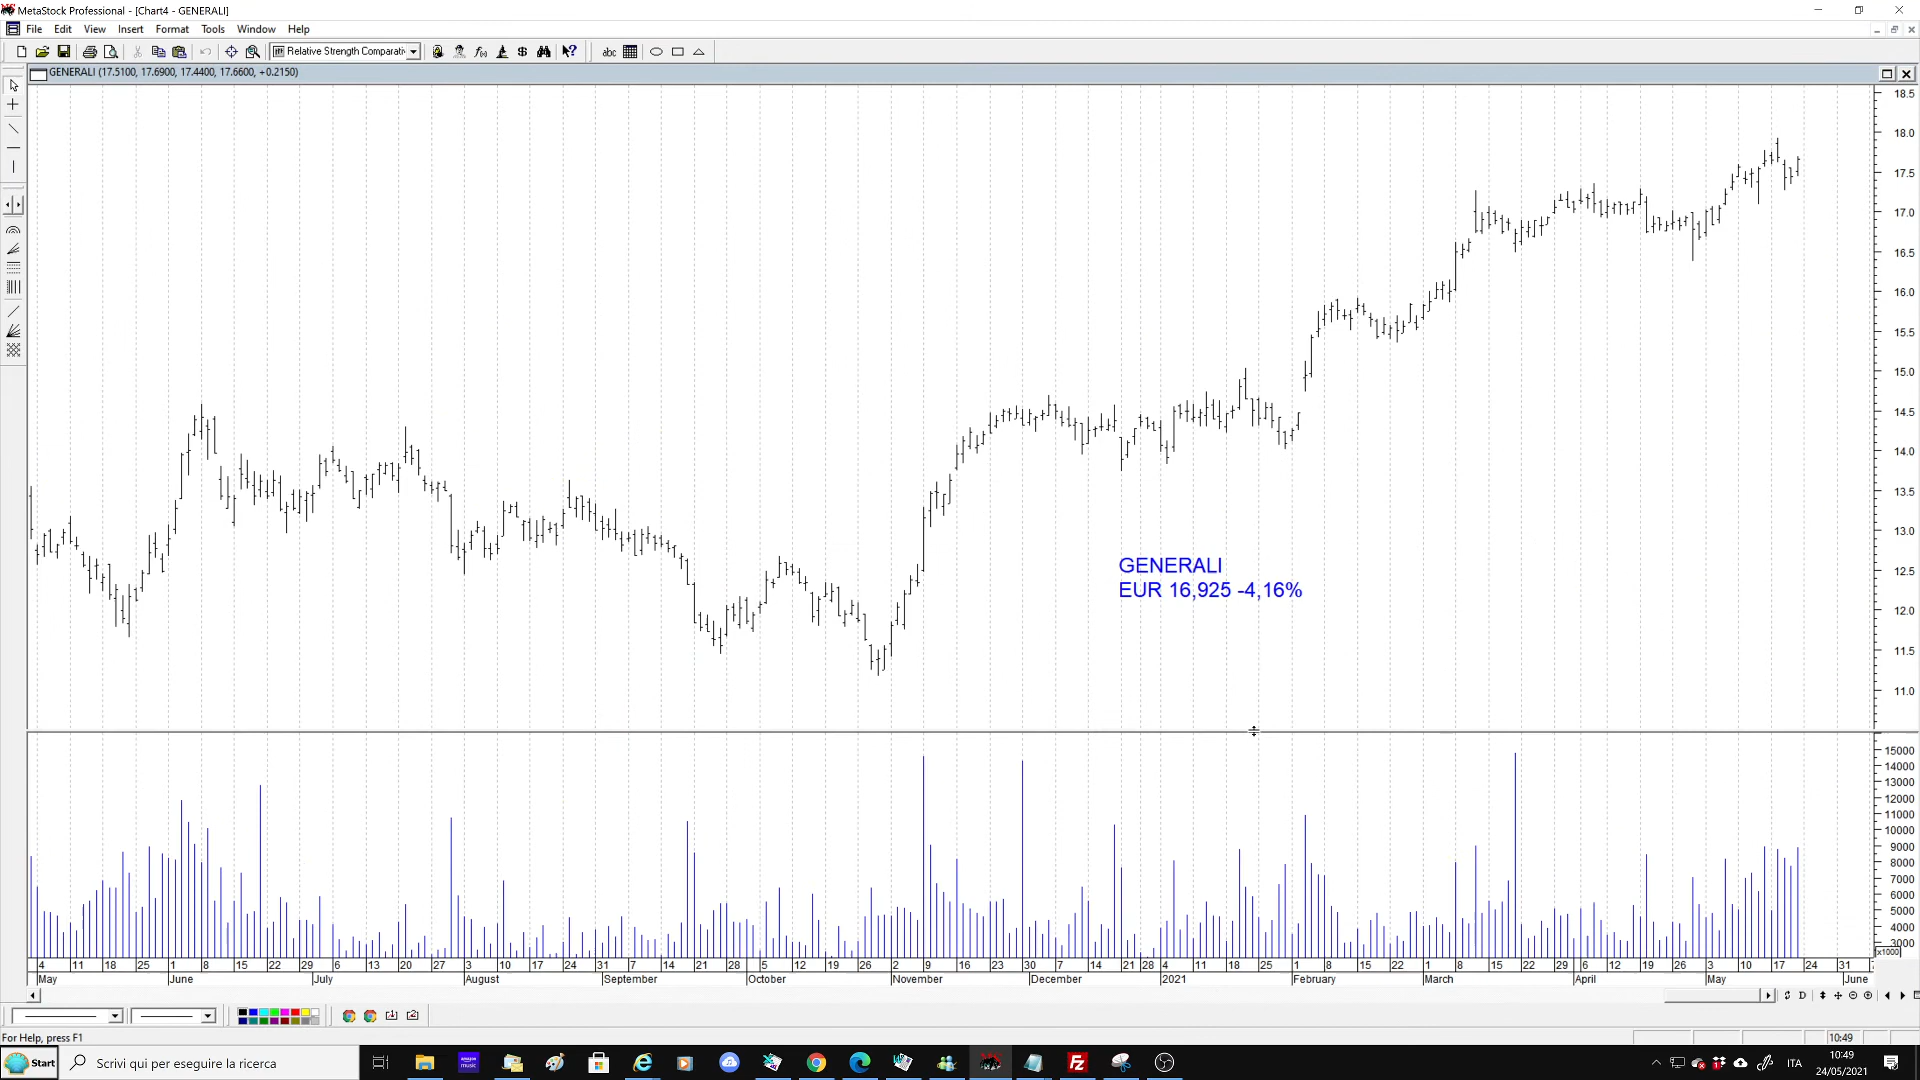 MetaStock Professional - [Chart4 - GENERALI]
File Edit View Insert Format Tools Window Help
Relative Strength Comparati
abc
GENERALI (17.5100, 17.6900, 17.4400, 17.6600, +0.2150)
18.5
18.0
17.5
17.0
16.5
16.0
15.5
15.0
14.5
14.0
13.5
13.0
12.5
12.0
11.5
11.0
GENERALI
EUR 16,925 -4,16%
15000
14000
13000
12000
11000
10000
9000
8000
7000
6000
5000
4000
3000
x1000
4 11 18 25 1 8 15 22 29 6 13 20 27 3 10 17 24 31 7 14 21 28 5 12 19 26 2 9 16 23 30 7 14 21 28 4 11 18 25 1 8 15 22 1 8 15 22 29 6 12 19 26 3 10 17 24 31
May June July August September October November December 2021 February March April May June
D
For Help, press F1
10:49
Start
Scrivi qui per eseguire la ricerca
ITA
10:49
24/05/2021